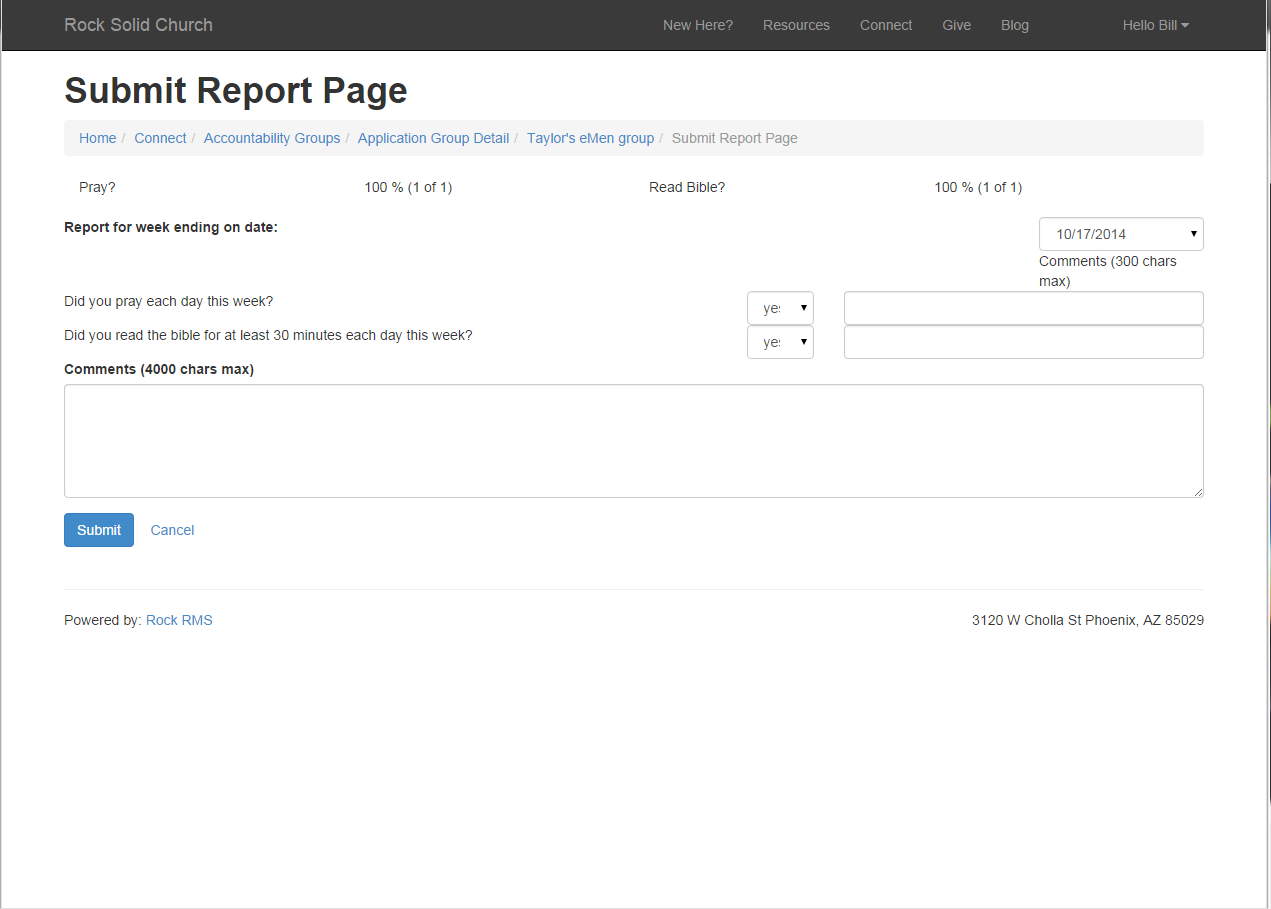 Rock Solid Church New Here? Resources Connect Give Blog Hello Bill
Submit Report Page
Home / Connect / Accountability Groups / Application Group Detail / Taylor's eMen group / Submit Report Page
Pray? 100 % (1 of 1) Read Bible? 100 % (1 of 1)
Report for week ending on date: 10/17/2014
Comments (300 chars
max)
Did you pray each day this week? yes
Did you read the bible for at least 30 minutes each day this week? yes
Comments (4000 chars max)
Submit Cancel
Powered by: Rock RMS 3120 W Cholla St Phoenix, AZ 85029